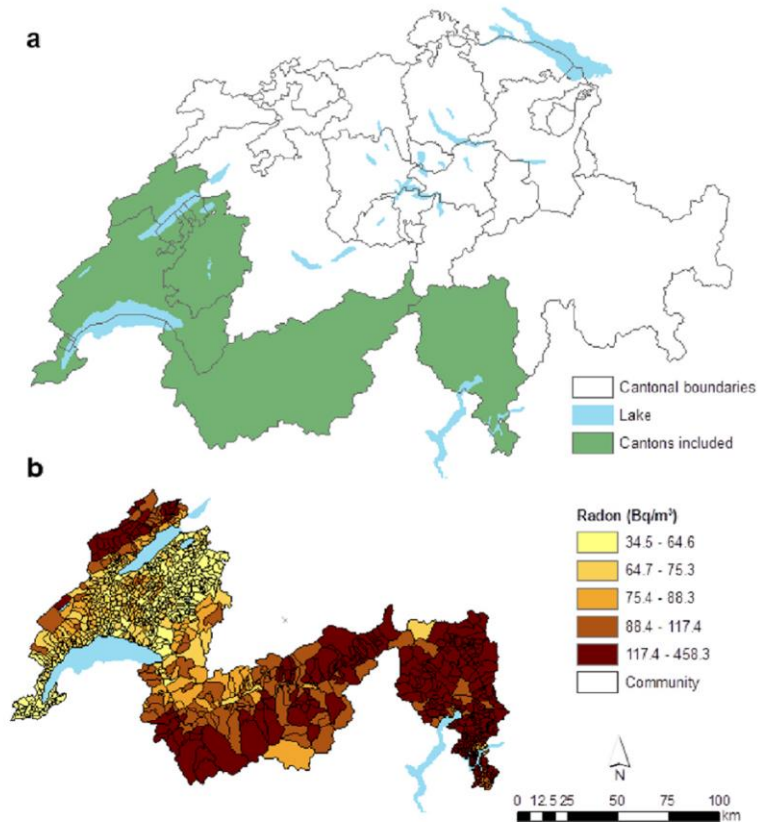 a
Cantonal boundaries
Lake
Cantons included
b
Radon (Bq/m³)
34.5 - 64.6
64.7 - 75.3
75.4 - 88.3
88.4 - 117.4
117.4 - 458.3
Community
N
0 12.5 25 50 75 100
km